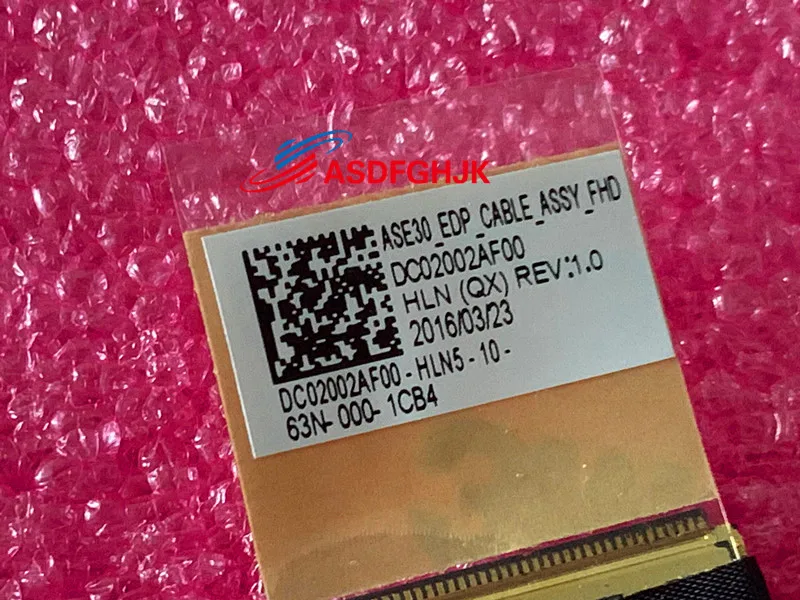 ASDFGHJK
ASE30_EDP_CABLE_ASSY_FHD
DC02002AF00
HLN (QX) REV:1.0
2016/03/23
DC02002AF00-HLN5-10-
63N-000-1CB4